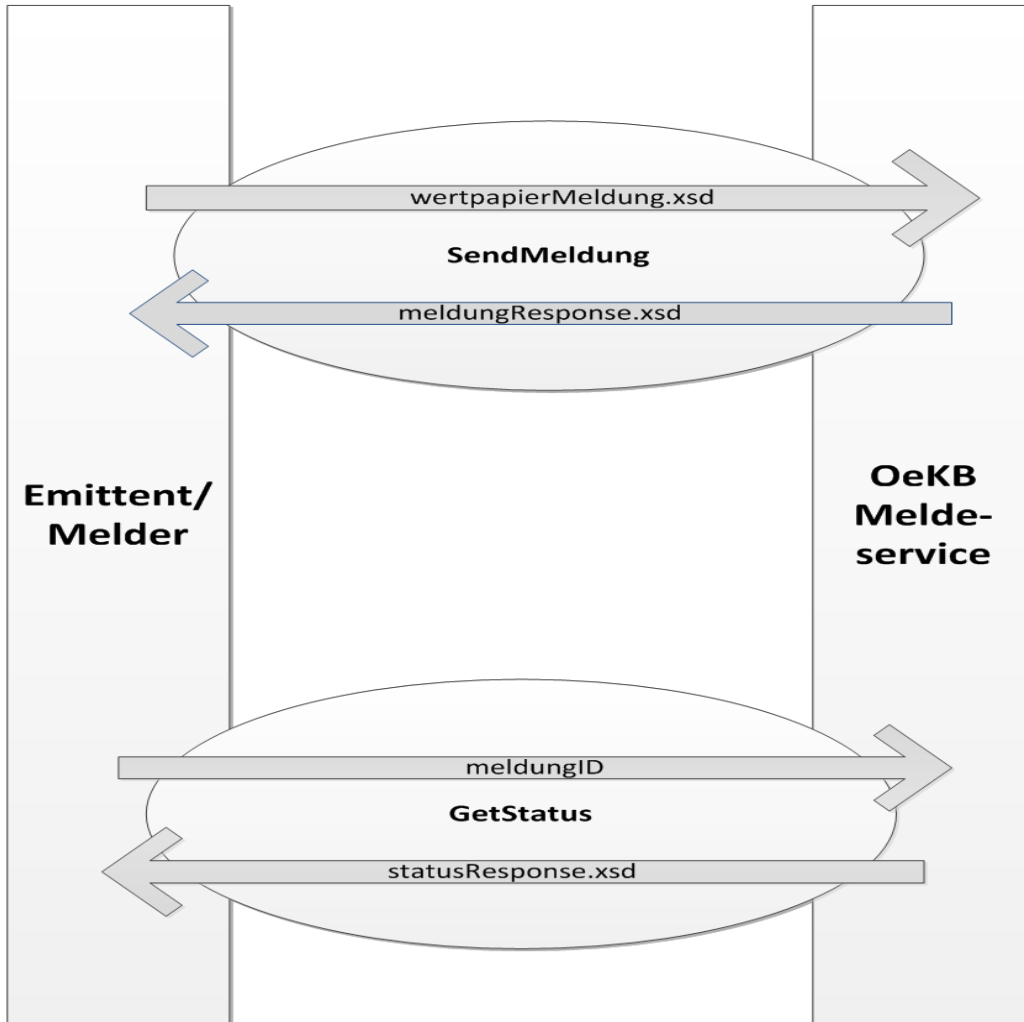 wertpapierMeldung.xsd
SendMeldung
meldungResponse.xsd
Emittent/
Melder
OeKB
Melde-
service
meldungID
GetStatus
statusResponse.xsd